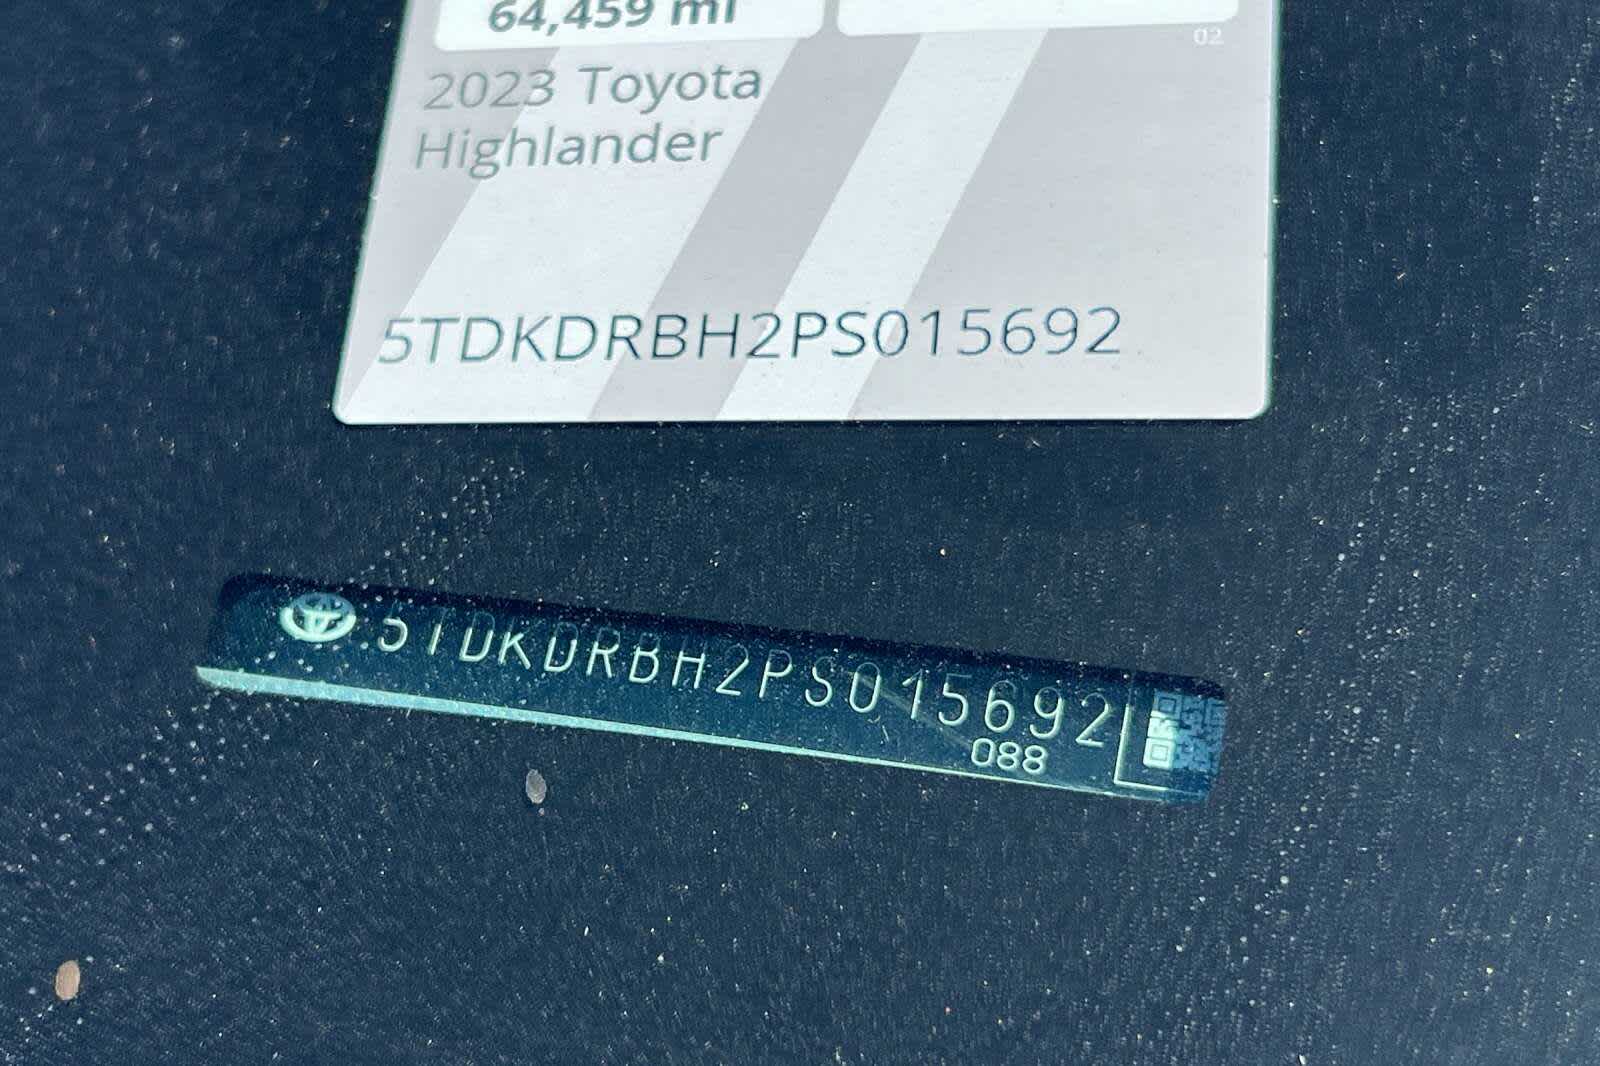 64,459 mi
02
2023 Toyota
Highlander
5TDKDRBH2PS015692
5TDKDRBH2PS015692
088